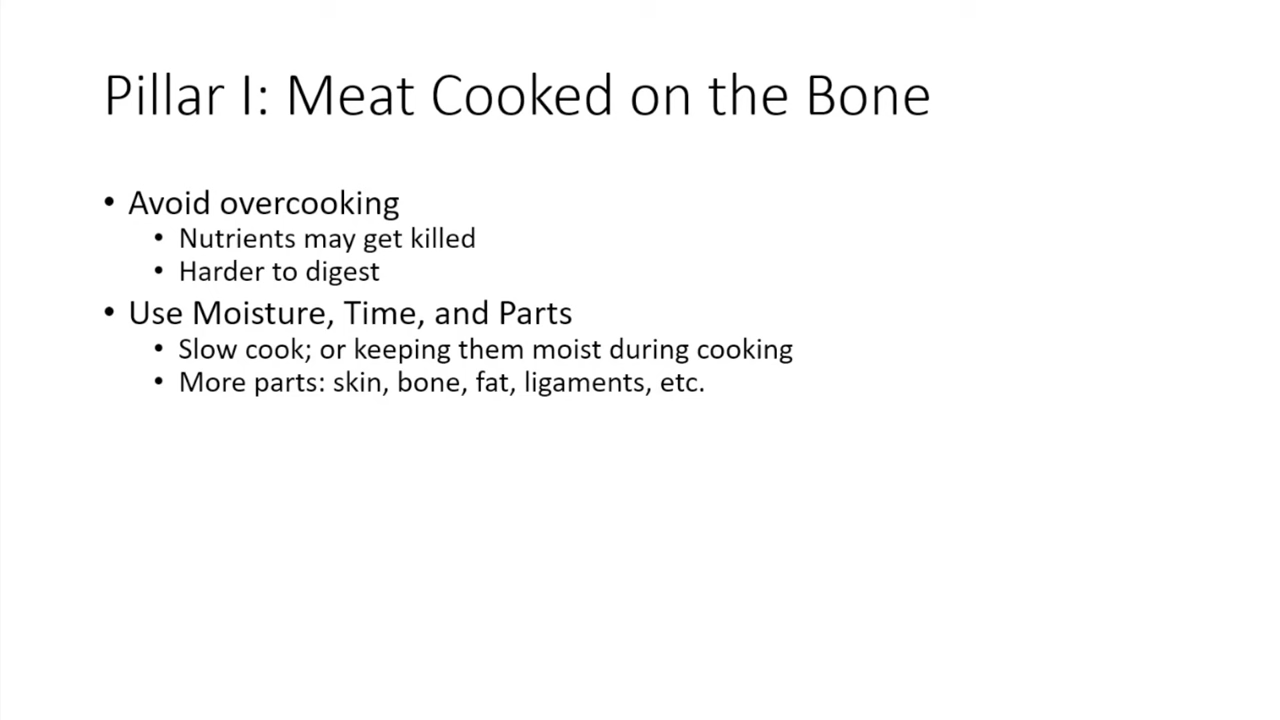 Pillar I: Meat Cooked on the Bone
• Avoid overcooking
• Nutrients may get killed
• Harder to digest
• Use Moisture, Time, and Parts
• Slow cook; or keeping them moist during cooking
• More parts: skin, bone, fat, ligaments, etc.